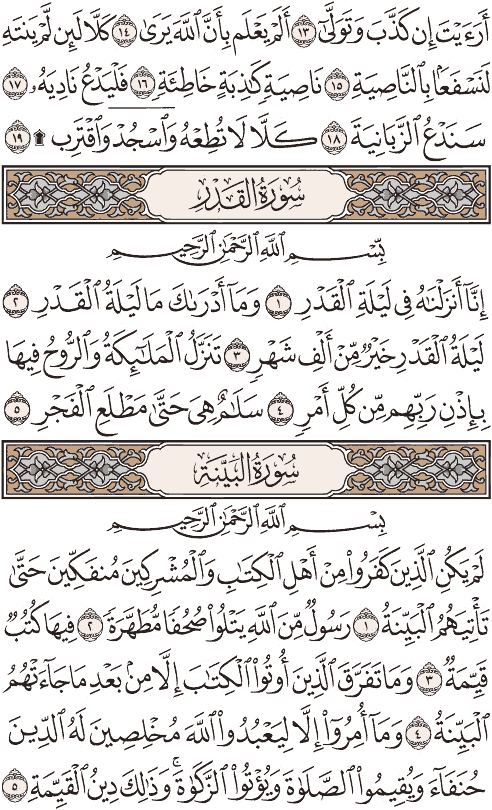 أَرَءَيْتَ إِن كَذَّبَ وَتَوَلَّىٰٓ ١٣ أَلَمْ يَعْلَم بِأَنَّ ٱللَّهَ يَرَىٰ ١٤ كَلَّا لَئِن لَّمْ يَنتَهِ
لَنَسْفَعًۢا بِٱلنَّاصِيَةِ ١٥ نَاصِيَةٍ كَٰذِبَةٍ خَاطِئَةٍ ١٦ فَلْيَدْعُ نَادِيَهُۥ ١٧
سَنَدْعُ ٱلزَّبَانِيَةَ ١٨ كَلَّا لَا تُطِعْهُ وَٱسْجُدْ وَٱقْتَرِب ۩ ١٩
سُورَةُ القَدْرِ
بِسْمِ ٱللَّهِ ٱلرَّحْمَٰنِ ٱلرَّحِيمِ
إِنَّآ أَنزَلْنَٰهُ فِى لَيْلَةِ ٱلْقَدْرِ ١ وَمَآ أَدْرَىٰكَ مَا لَيْلَةُ ٱلْقَدْرِ ٢
لَيْلَةُ ٱلْقَدْرِ خَيْرٌ مِّنْ أَلْفِ شَهْرٍ ٣ تَنَزَّلُ ٱلْمَلَٰٓئِكَةُ وَٱلرُّوحُ فِيهَا
بِإِذْنِ رَبِّهِم مِّن كُلِّ أَمْرٍ ٤ سَلَٰمٌ هِىَ حَتَّىٰ مَطْلَعِ ٱلْفَجْرِ ٥
سُورَةُ البَيِّنَةِ
بِسْمِ ٱللَّهِ ٱلرَّحْمَٰنِ ٱلرَّحِيمِ
لَمْ يَكُنِ ٱلَّذِينَ كَفَرُوا۟ مِنْ أَهْلِ ٱلْكِتَٰبِ وَٱلْمُشْرِكِينَ مُنفَكِّينَ حَتَّىٰ
تَأْتِيَهُمُ ٱلْبَيِّنَةُ ١ رَسُولٌ مِّنَ ٱللَّهِ يَتْلُوا۟ صُحُفًا مُّطَهَّرَةً ٢ فِيهَا كُتُبٌ
قَيِّمَةٌ ٣ وَمَا تَفَرَّقَ ٱلَّذِينَ أُوتُوا۟ ٱلْكِتَٰبَ إِلَّا مِنۢ بَعْدِ مَا جَآءَتْهُمُ
ٱلْبَيِّنَةُ ٤ وَمَآ أُمِرُوٓا۟ إِلَّا لِيَعْبُدُوا۟ ٱللَّهَ مُخْلِصِينَ لَهُ ٱلدِّينَ
حُنَفَآءَ وَيُقِيمُوا۟ ٱلصَّلَوٰةَ وَيُؤْتُوا۟ ٱلزَّكَوٰةَ ۚ وَذَٰلِكَ دِينُ ٱلْقَيِّمَةِ ٥